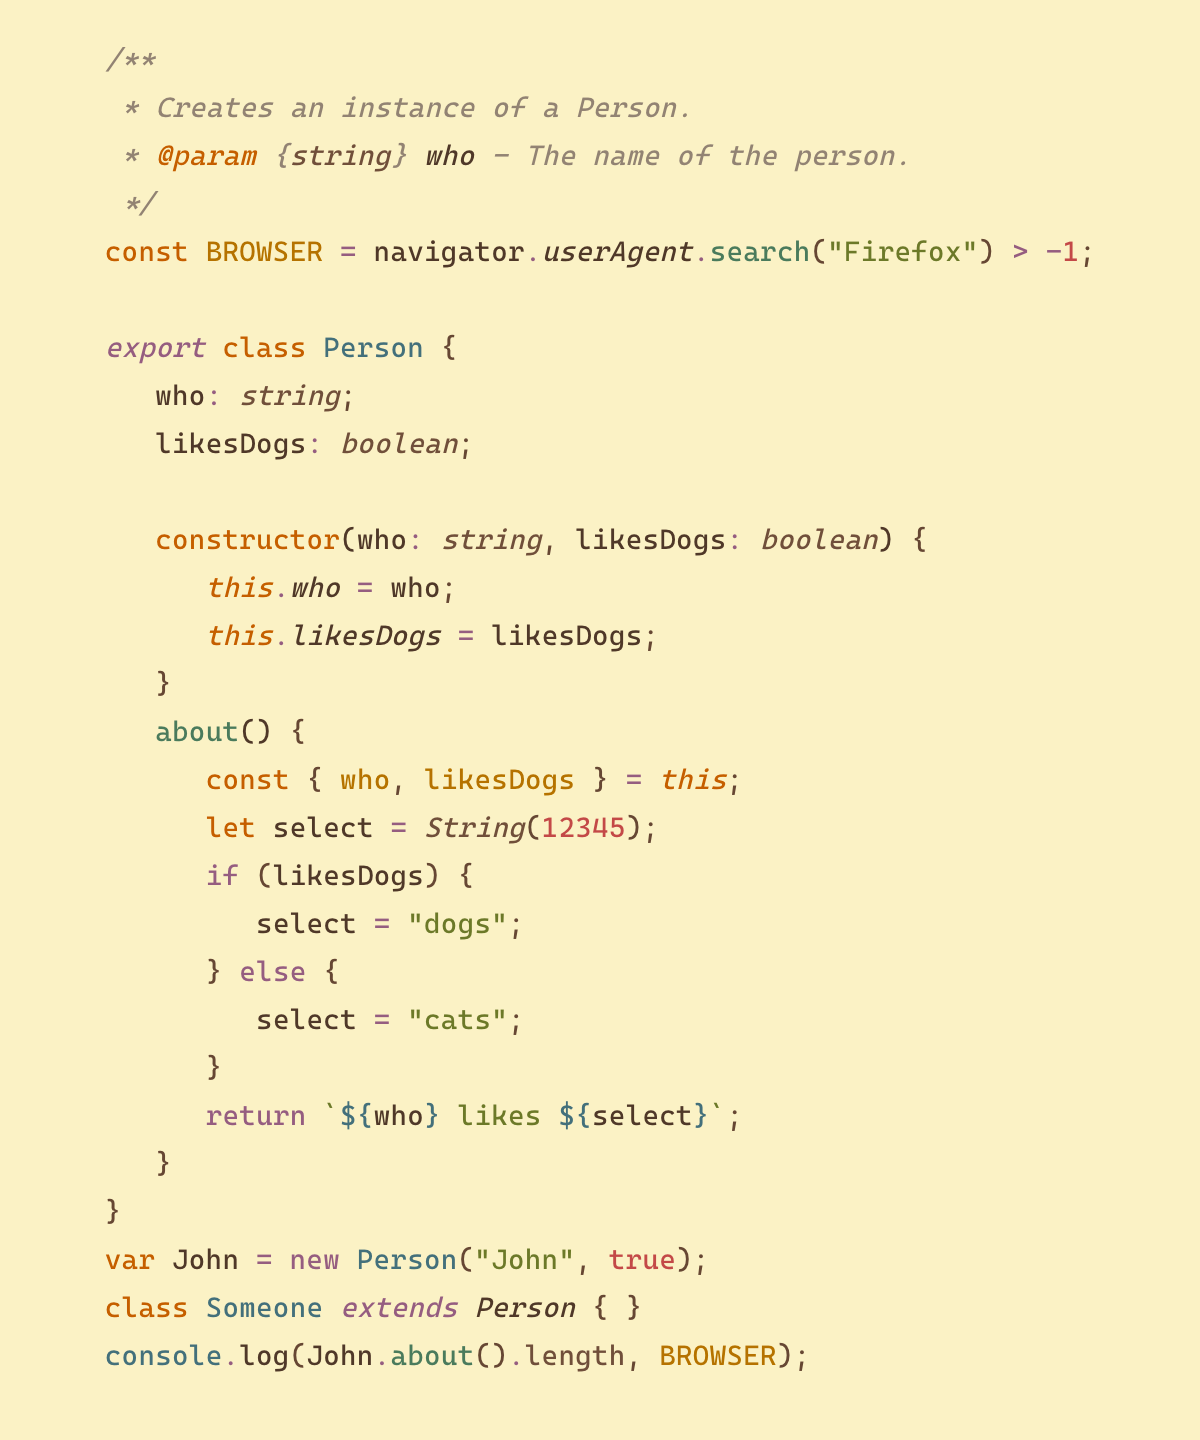 /**
 * Creates an instance of a Person.
 * @param {string} who - The name of the person.
 */
const BROWSER = navigator.userAgent.search("Firefox") > -1;

export class Person {
   who: string;
   likesDogs: boolean;

   constructor(who: string, likesDogs: boolean) {
      this.who = who;
      this.likesDogs = likesDogs;
   }
   about() {
      const { who, likesDogs } = this;
      let select = String(12345);
      if (likesDogs) {
         select = "dogs";
      } else {
         select = "cats";
      }
      return `${who} likes ${select}`;
   }
}
var John = new Person("John", true);
class Someone extends Person { }
console.log(John.about().length, BROWSER);